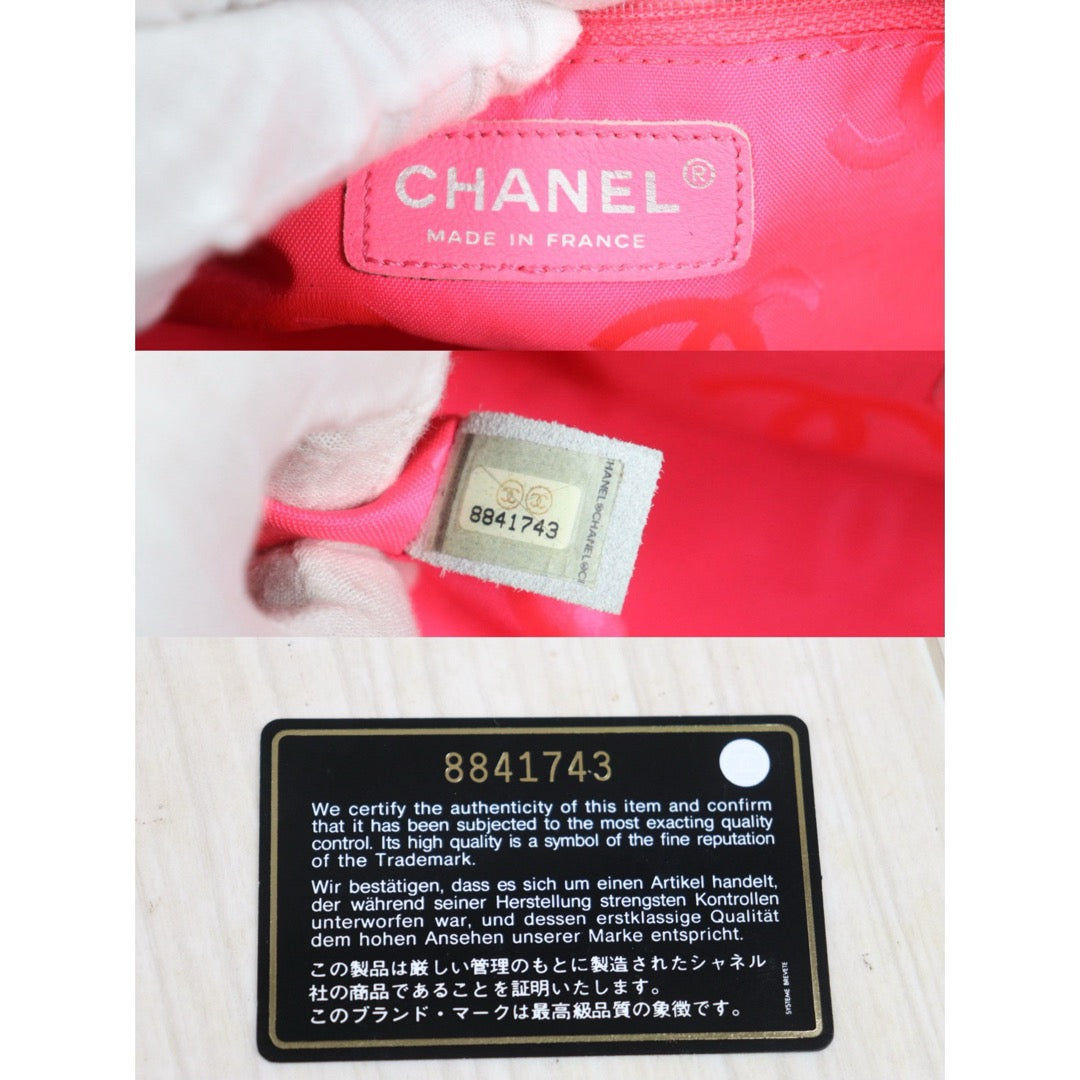 CHANEL®
MADE IN FRANCE
8841743
HANEL®CHANEL®CH
8841743
We certify the authenticity of this item and confirm
that it has been subjected to the most exacting quality
control. Its high quality is a symbol of the fine reputation
of the Trademark.
Wir bestätigen, dass es sich um einen Artikel handelt,
der während seiner Herstellung strengsten Kontrollen
unterworfen war, und dessen erstklassige Qualität
dem hohen Ansehen unserer Marke entspricht.
この製品は厳しい管理のもとに製造されたシャネル
社の商品であることを証明いたします。
このブランド・マークは最高級品質の象徴です。
SYSTEME BREVETE